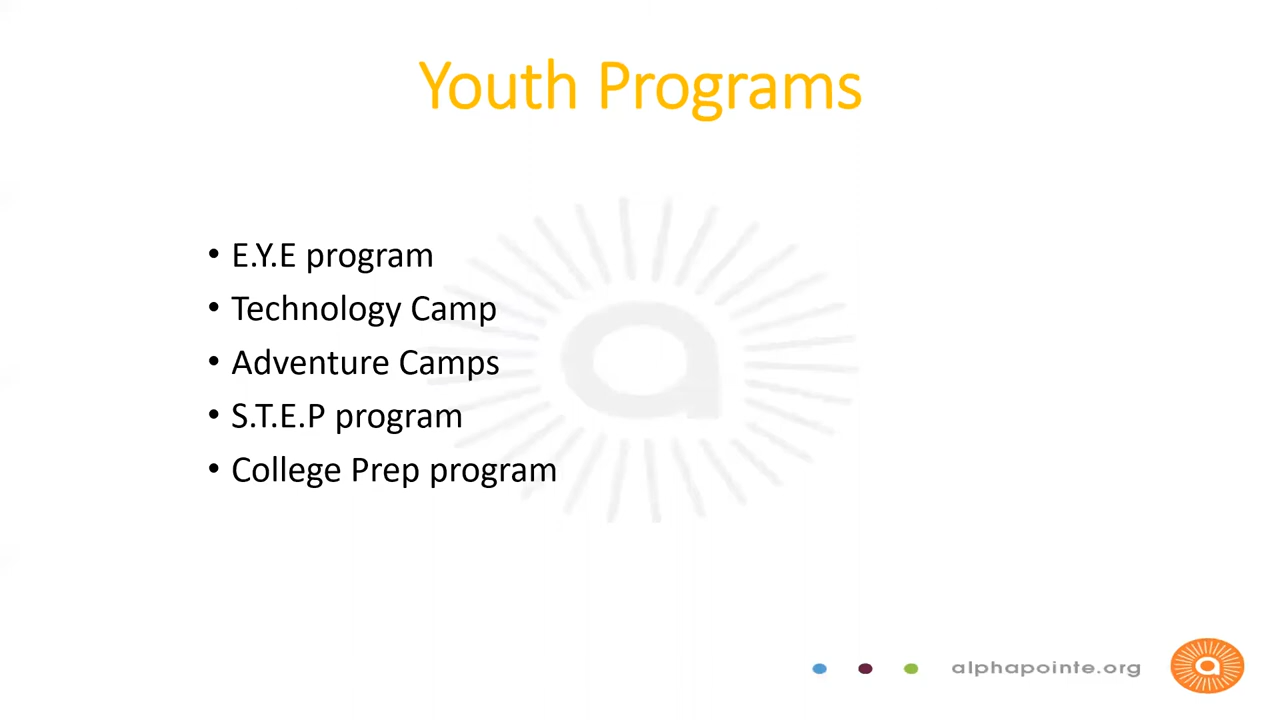 Youth Programs
• E.Y.E program
• Technology Camp
• Adventure Camps
• S.T.E.P program
• College Prep program
alphapointe.org